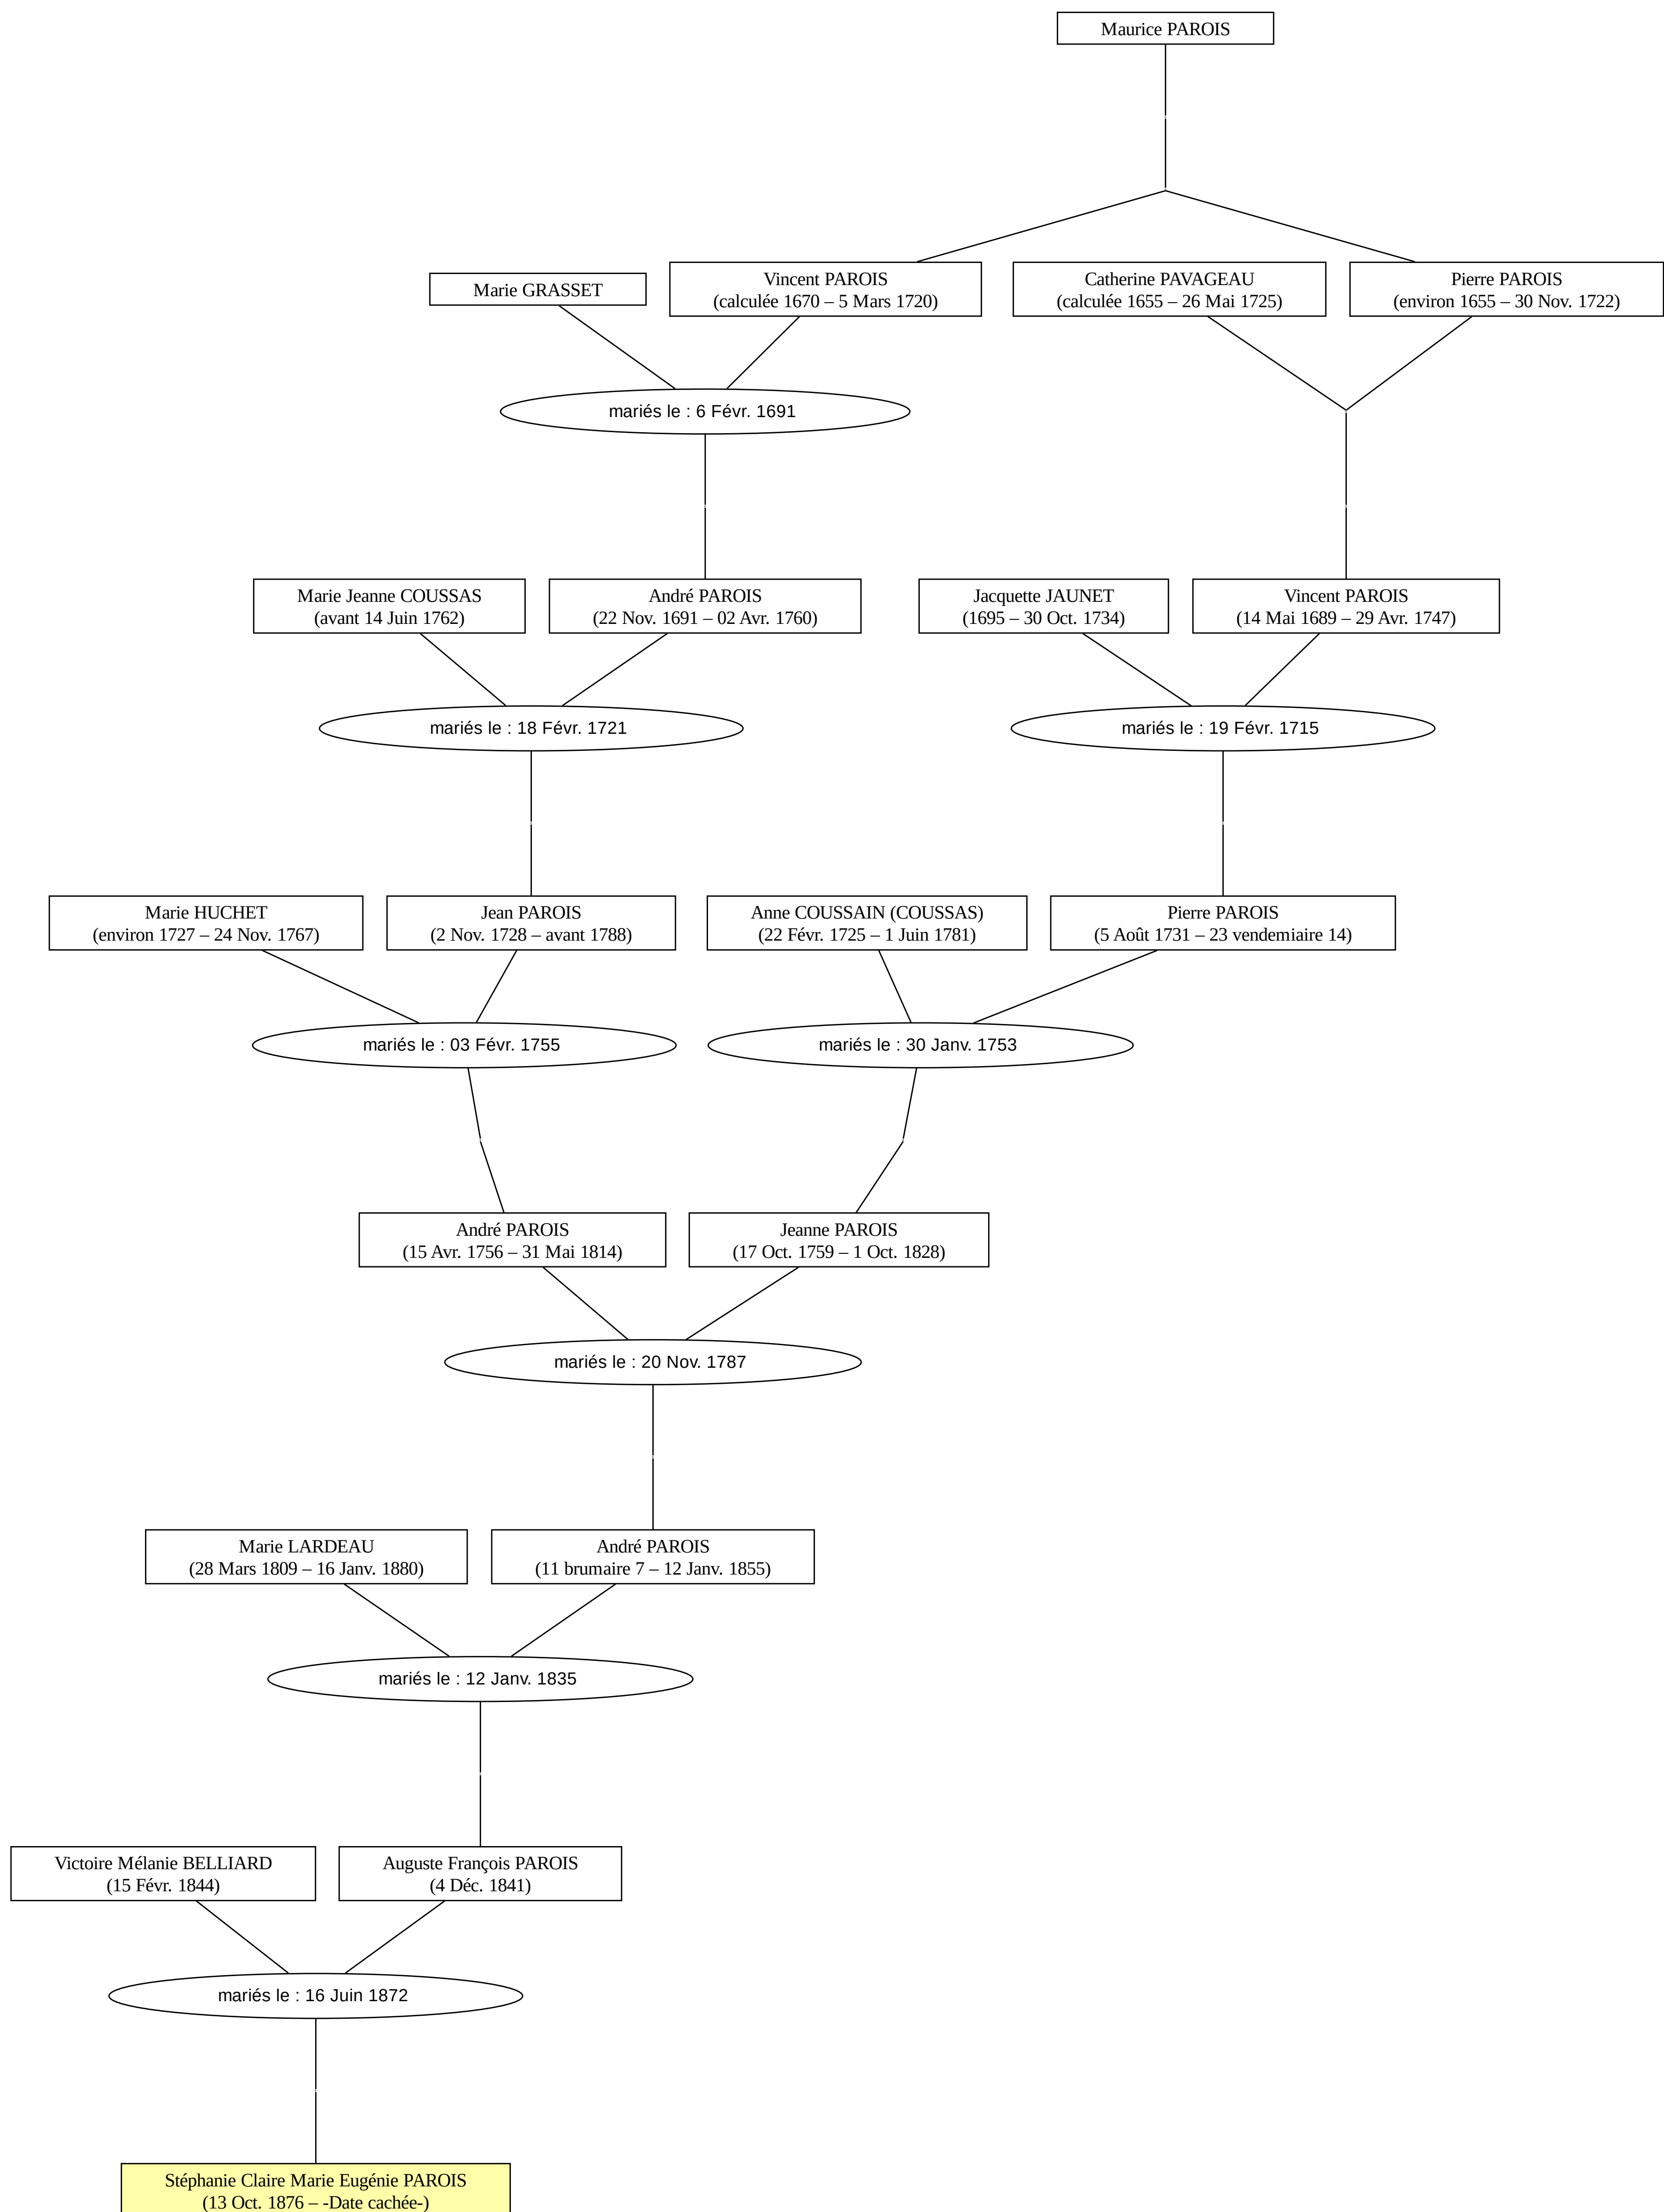 Maurice PAROIS
Marie GRASSET
Vincent PAROIS
(calculée 1670 – 5 Mars 1720)
Catherine PAVAGEAU
(calculée 1655 – 26 Mai 1725)
Pierre PAROIS
(environ 1655 – 30 Nov. 1722)
mariés le : 6 Févr. 1691
Marie Jeanne COUSSAS
(avant 14 Juin 1762)
André PAROIS
(22 Nov. 1691 – 02 Avr. 1760)
Jacquette JAUNET
(1695 – 30 Oct. 1734)
Vincent PAROIS
(14 Mai 1689 – 29 Avr. 1747)
mariés le : 18 Févr. 1721
mariés le : 19 Févr. 1715
Marie HUCHET
(environ 1727 – 24 Nov. 1767)
Jean PAROIS
(2 Nov. 1728 – avant 1788)
Anne COUSSAIN (COUSSAS)
(22 Févr. 1725 – 1 Juin 1781)
Pierre PAROIS
(5 Août 1731 – 23 vendemiaire 14)
mariés le : 03 Févr. 1755
mariés le : 30 Janv. 1753
André PAROIS
(15 Avr. 1756 – 31 Mai 1814)
Jeanne PAROIS
(17 Oct. 1759 – 1 Oct. 1828)
mariés le : 20 Nov. 1787
Marie LARDEAU
(28 Mars 1809 – 16 Janv. 1880)
André PAROIS
(11 brumaire 7 – 12 Janv. 1855)
mariés le : 12 Janv. 1835
Victoire Mélanie BELLIARD
(15 Févr. 1844)
Auguste François PAROIS
(4 Déc. 1841)
mariés le : 16 Juin 1872
Stéphanie Claire Marie Eugénie PAROIS
(13 Oct. 1876 – -Date cachée-)